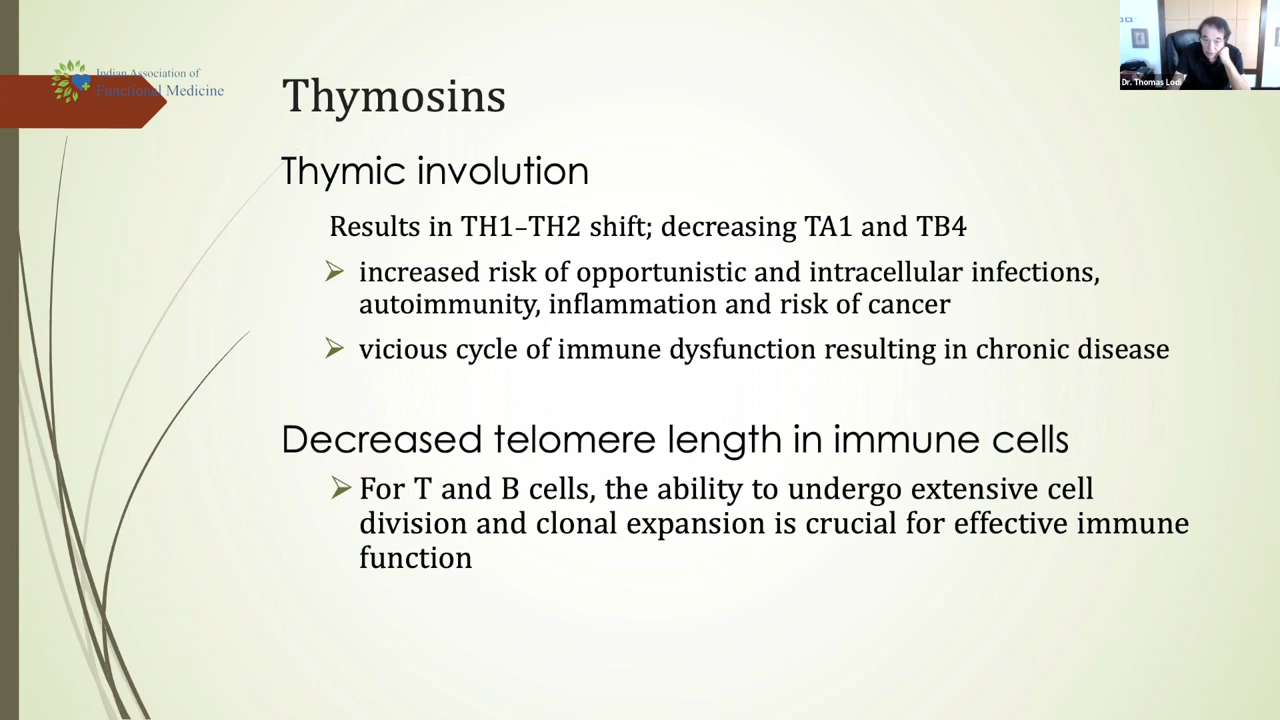 Indian Association of
Functional Medicine
Thymosins
Thymic involution
Results in TH1–TH2 shift; decreasing TA1 and TB4
increased risk of opportunistic and intracellular infections,
autoimmunity, inflammation and risk of cancer
vicious cycle of immune dysfunction resulting in chronic disease
Decreased telomere length in immune cells
For T and B cells, the ability to undergo extensive cell
division and clonal expansion is crucial for effective immune
function
Dr. Thomas Lodi